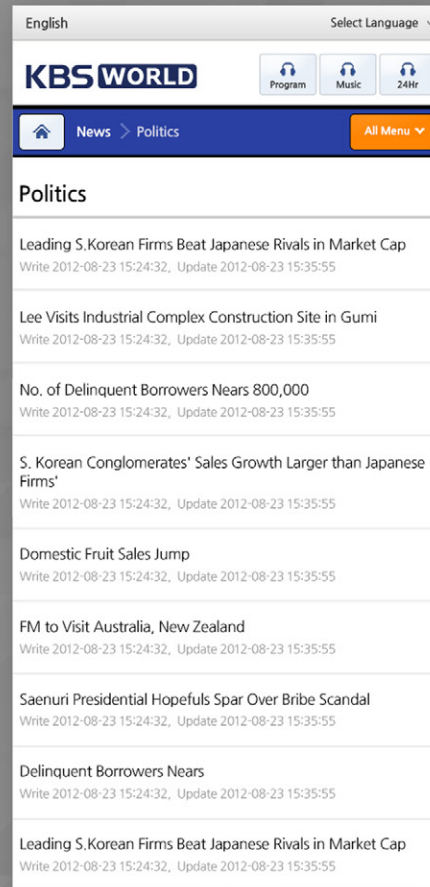 English
Select Language
KBS WORLD
Program
Music
24Hr
News > Politics
All Menu
Politics
Leading S.Korean Firms Beat Japanese Rivals in Market Cap
Write 2012-08-23 15:24:32, Update 2012-08-23 15:35:55
Lee Visits Industrial Complex Construction Site in Gumi
Write 2012-08-23 15:24:32, Update 2012-08-23 15:35:55
No. of Delinquent Borrowers Nears 800,000
Write 2012-08-23 15:24:32, Update 2012-08-23 15:35:55
S. Korean Conglomerates' Sales Growth Larger than Japanese
Firms'
Write 2012-08-23 15:24:32, Update 2012-08-23 15:35:55
Domestic Fruit Sales Jump
Write 2012-08-23 15:24:32, Update 2012-08-23 15:35:55
FM to Visit Australia, New Zealand
Write 2012-08-23 15:24:32, Update 2012-08-23 15:35:55
Saenuri Presidential Hopefuls Spar Over Bribe Scandal
Write 2012-08-23 15:24:32, Update 2012-08-23 15:35:55
Delinquent Borrowers Nears
Write 2012-08-23 15:24:32, Update 2012-08-23 15:35:55
Leading S.Korean Firms Beat Japanese Rivals in Market Cap
Write 2012-08-23 15:24:32, Update 2012-08-23 15:35:55